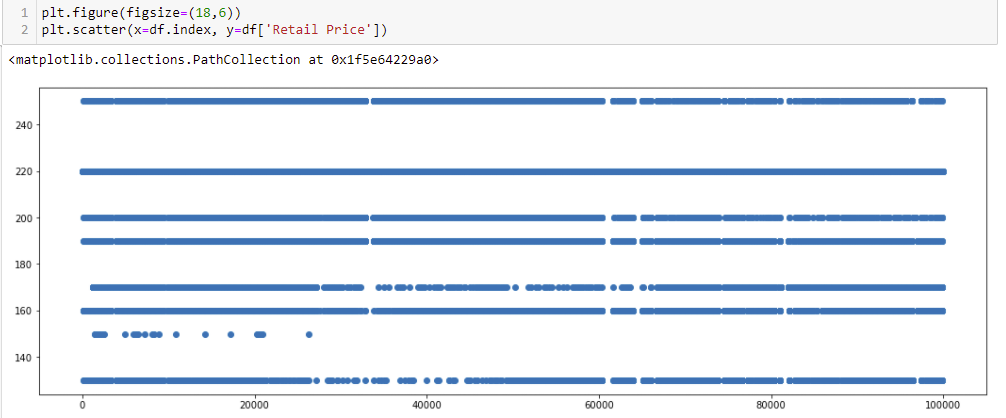 1 plt.figure(figsize=(18,6))
2 plt.scatter(x=df.index, y=df['Retail Price'])
<matplotlib.collections.PathCollection at 0x1f5e64229a0>
240
220
200
180
160
140
0 20000 40000 60000 80000 100000